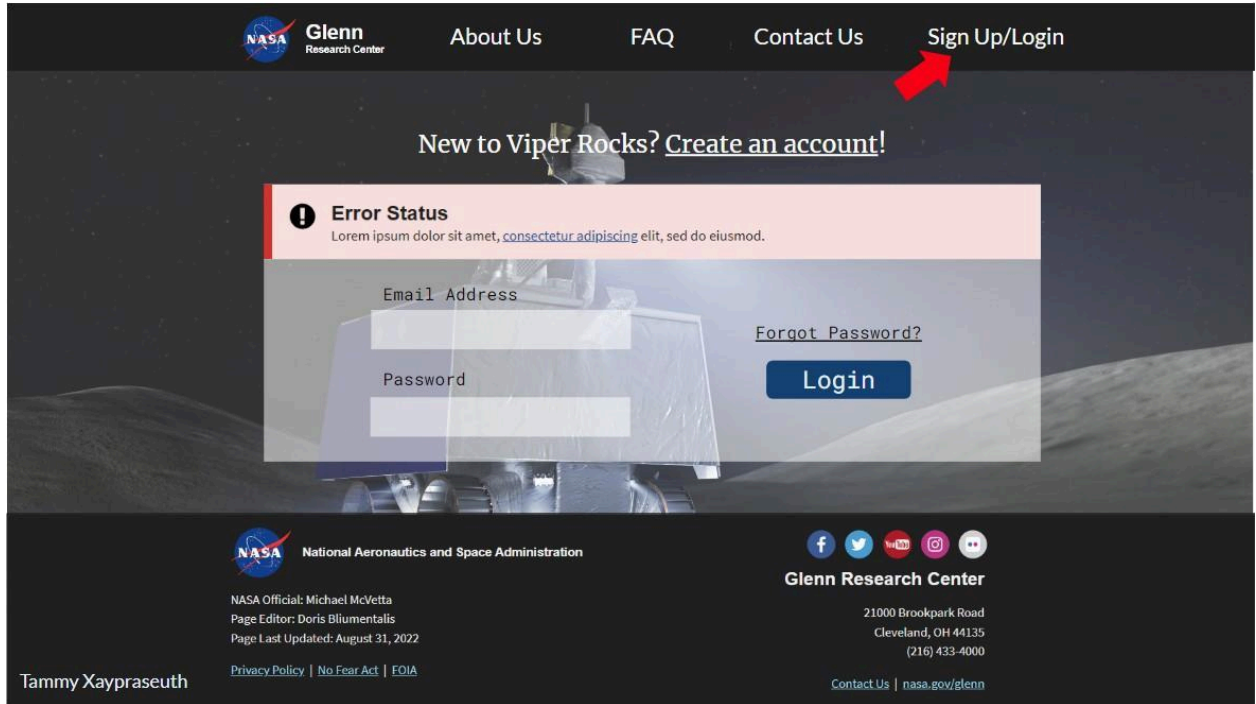 NASA
Glenn
Research Center
About Us
FAQ
Contact Us
Sign Up/Login
New to Viper Rocks? Create an account!
Error Status
Lorem ipsum dolor sit amet, consectetur adipiscing elit, sed do eiusmod.
Email Address
Password
Forgot Password?
Login
NASA
National Aeronautics and Space Administration
NASA Official: Michael McVetta
Page Editor: Doris Bliumentalis
Page Last Updated: August 31, 2022
Privacy Policy | No Fear Act | FOIA
Tammy Xaypraseuth
You Tube
Glenn Research Center
21000 Brookpark Road
Cleveland, OH 44135
(216) 433-4000
Contact Us | nasa.gov/glenn